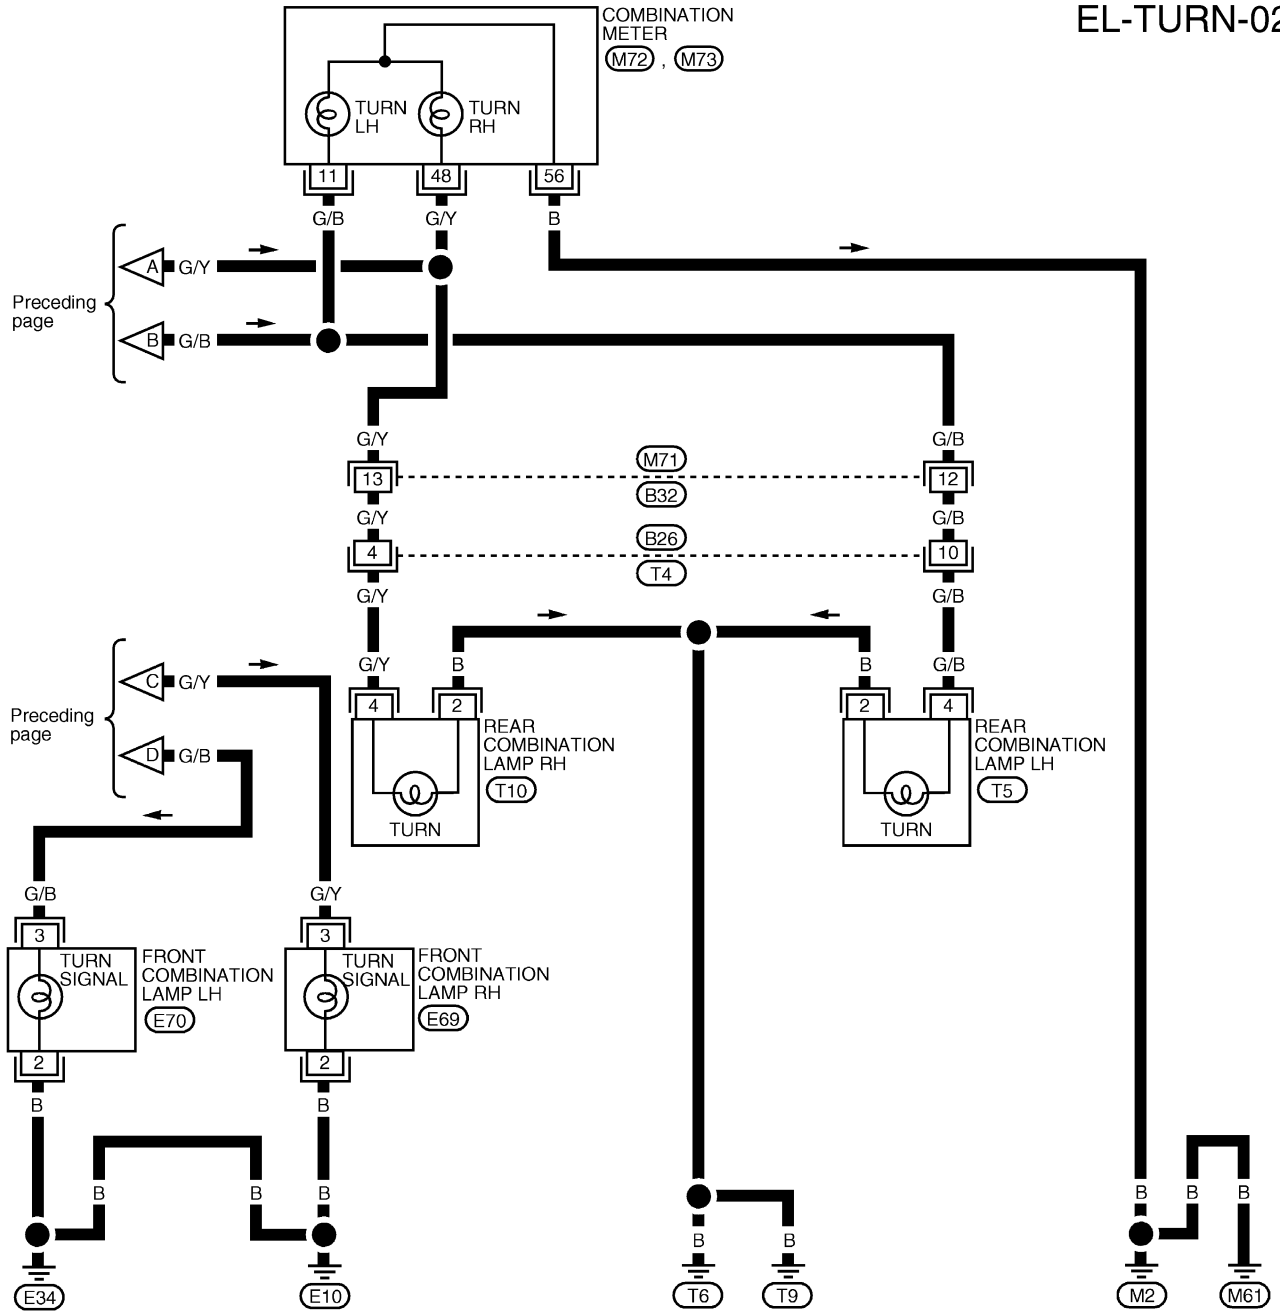 EL-TURN-02
COMBINATION
METER
M72 , M73
TURN
LH
TURN
RH
11
48
56
G/B
G/Y
B
Preceding
page
A
G/Y
B
G/B
G/Y
G/B
13
M71
B32
12
G/Y
G/B
4
B26
T4
10
G/Y
G/B
G/Y
B
B
G/B
4
2
2
4
REAR
COMBINATION
LAMP RH
T10
TURN
REAR
COMBINATION
LAMP LH
T5
TURN
Preceding
page
C
G/Y
D
G/B
G/B
G/Y
3
3
TURN
SIGNAL
FRONT
COMBINATION
LAMP LH
E70
TURN
SIGNAL
FRONT
COMBINATION
LAMP RH
E69
2
2
B
B
B
B
B
B
B
B
B
B
E34
E10
T6
T9
M2
M61